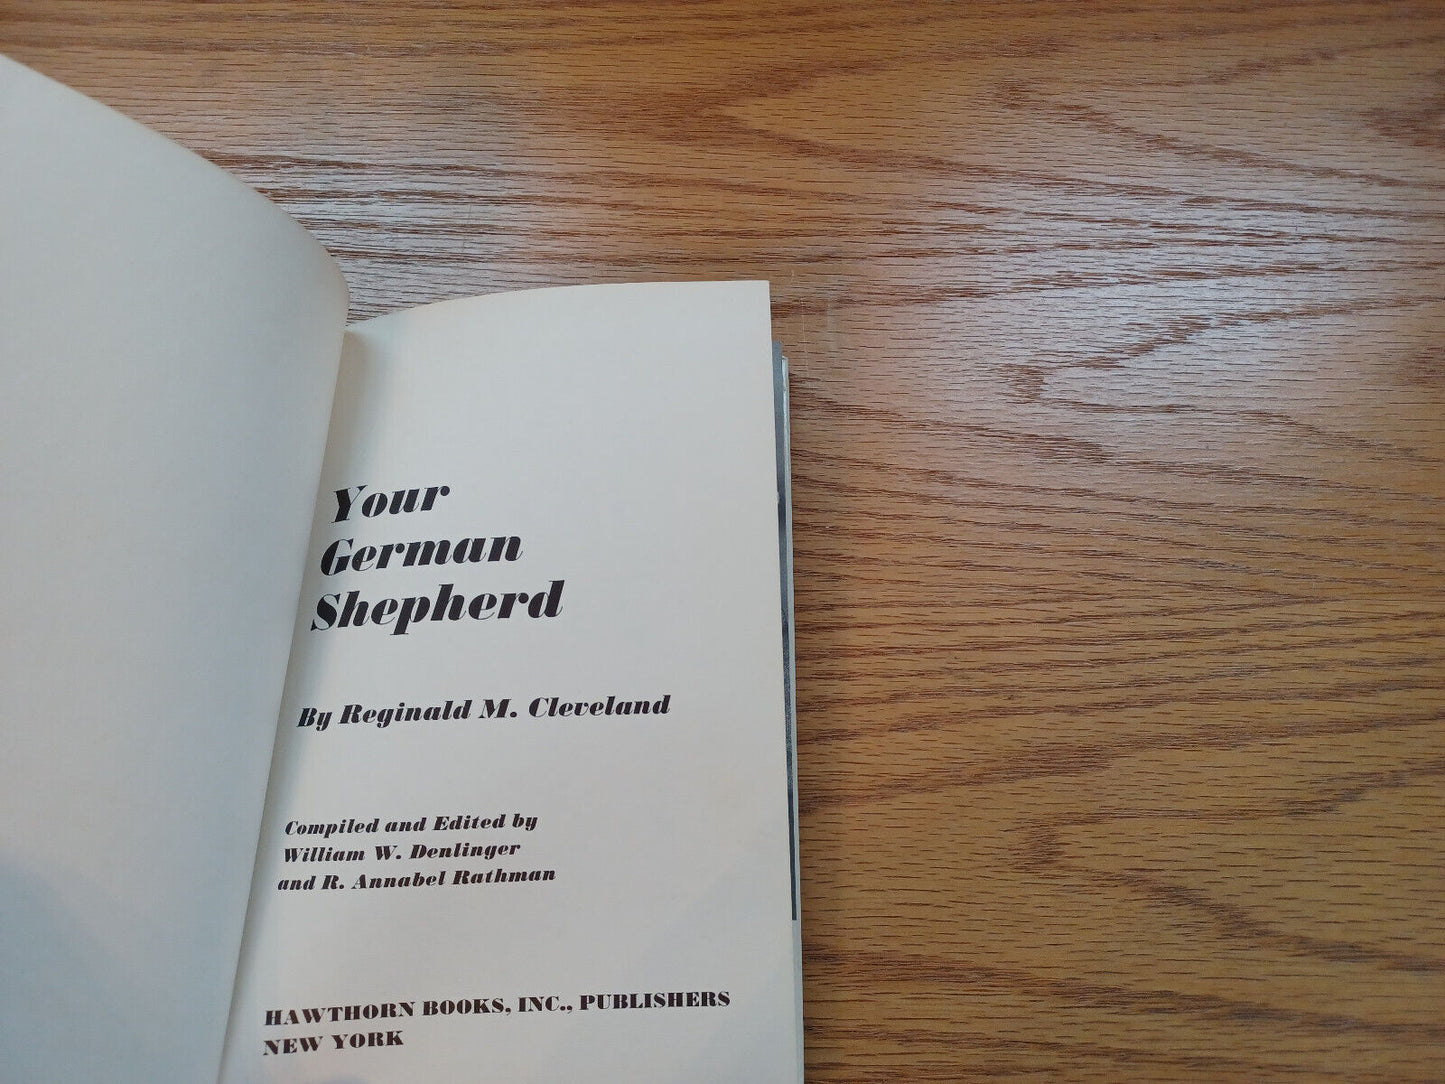 Your
German
Shepherd
By Reginald M. Cleveland
Compiled and Edited by
William W. Denlinger
and R. Annabel Rathman
HAWTHORN BOOKS, INC., PUBLISHERS
NEW YORK